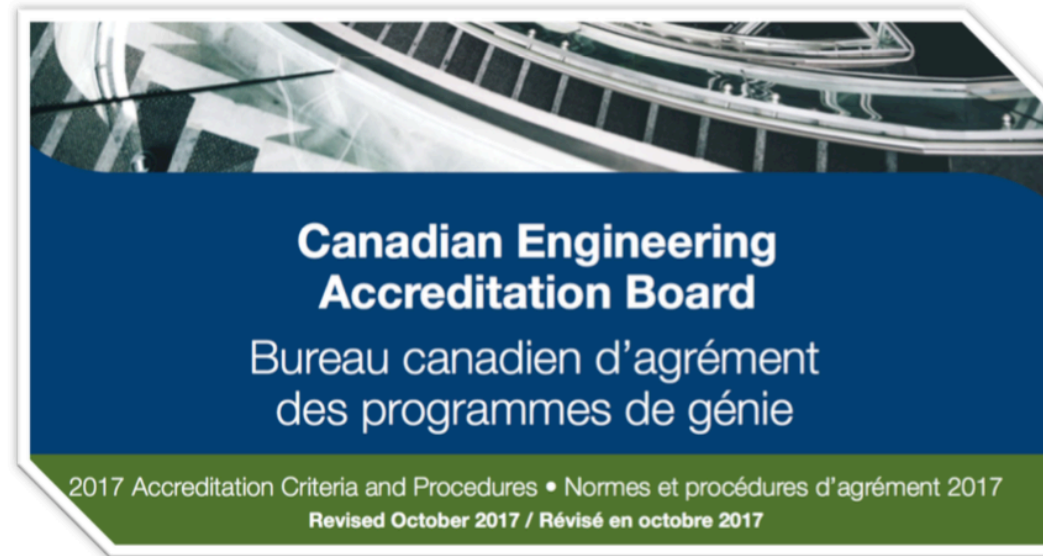 Canadian Engineering
Accreditation Board
Bureau canadien d'agrément
des programmes de génie
2017 Accreditation Criteria and Procedures • Normes et procédures d'agrément 2017
Revised October 2017 / Révisé en octobre 2017